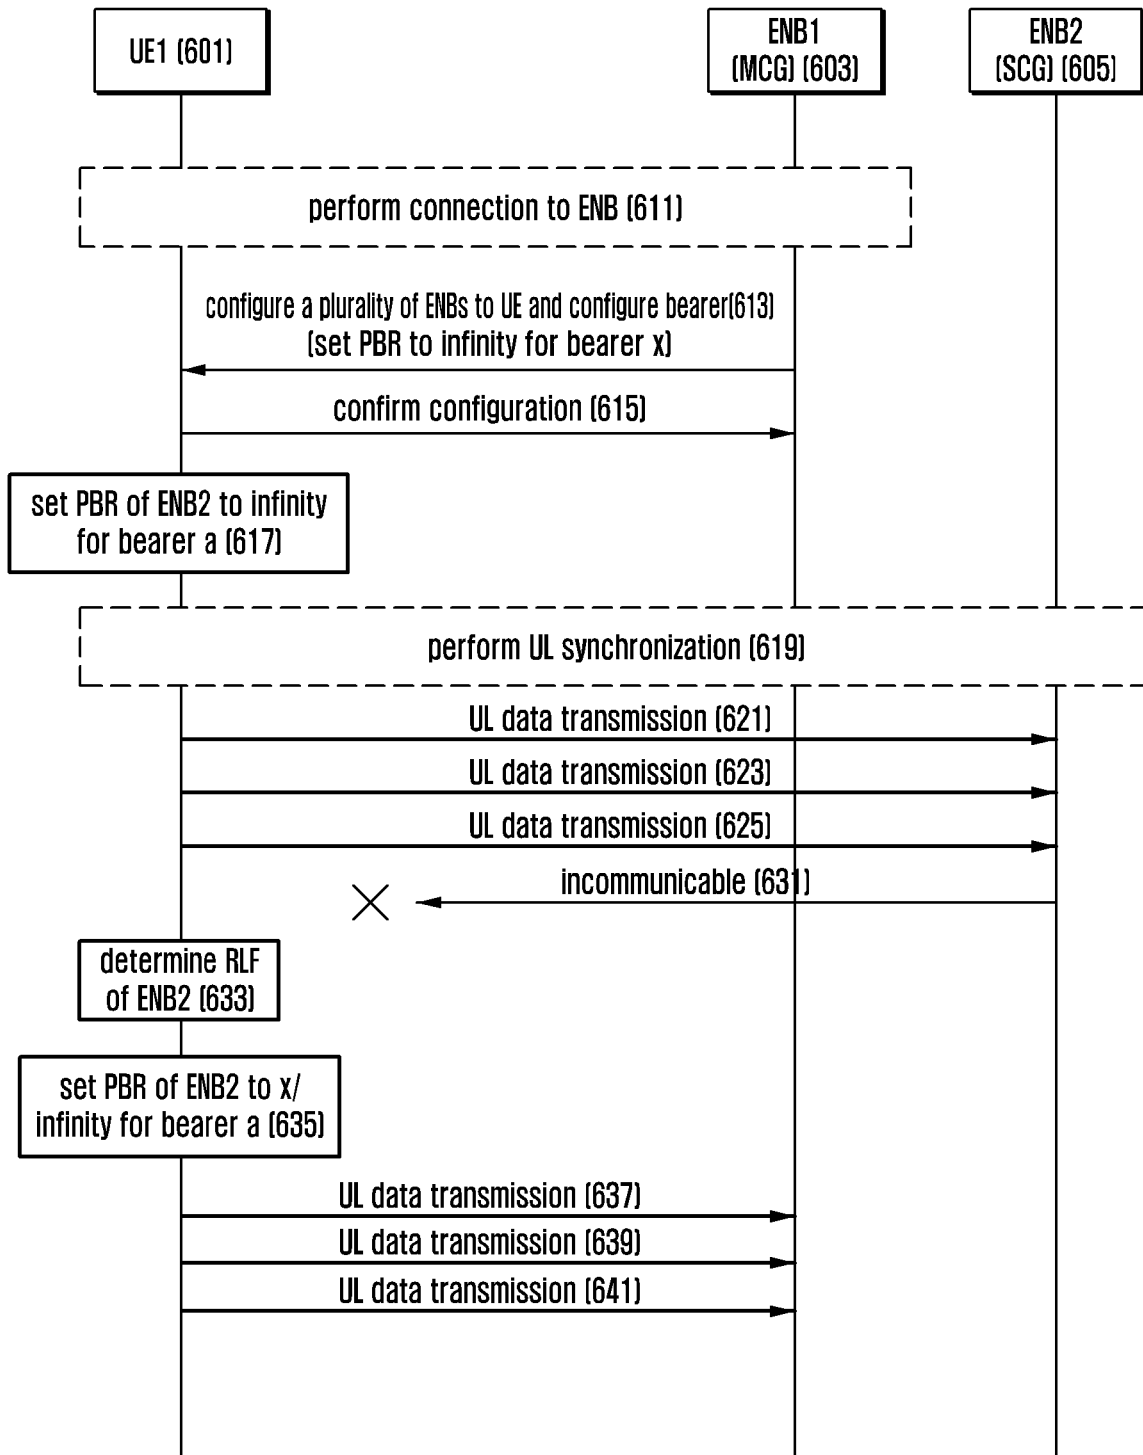 UE1 (601)
ENB1
(MCG) (603)
ENB2
(SCG) (605)
perform connection to ENB (611)
configure a plurality of ENBs to UE and configure bearer(613)
(set PBR to infinity for bearer x)
confirm configuration (615)
set PBR of ENB2 to infinity
for bearer a (617)
perform UL synchronization (619)
UL data transmission (621)
UL data transmission (623)
UL data transmission (625)
incommunicable (631)
determine RLF
of ENB2 (633)
set PBR of ENB2 to x/
infinity for bearer a (635)
UL data transmission (637)
UL data transmission (639)
UL data transmission (641)